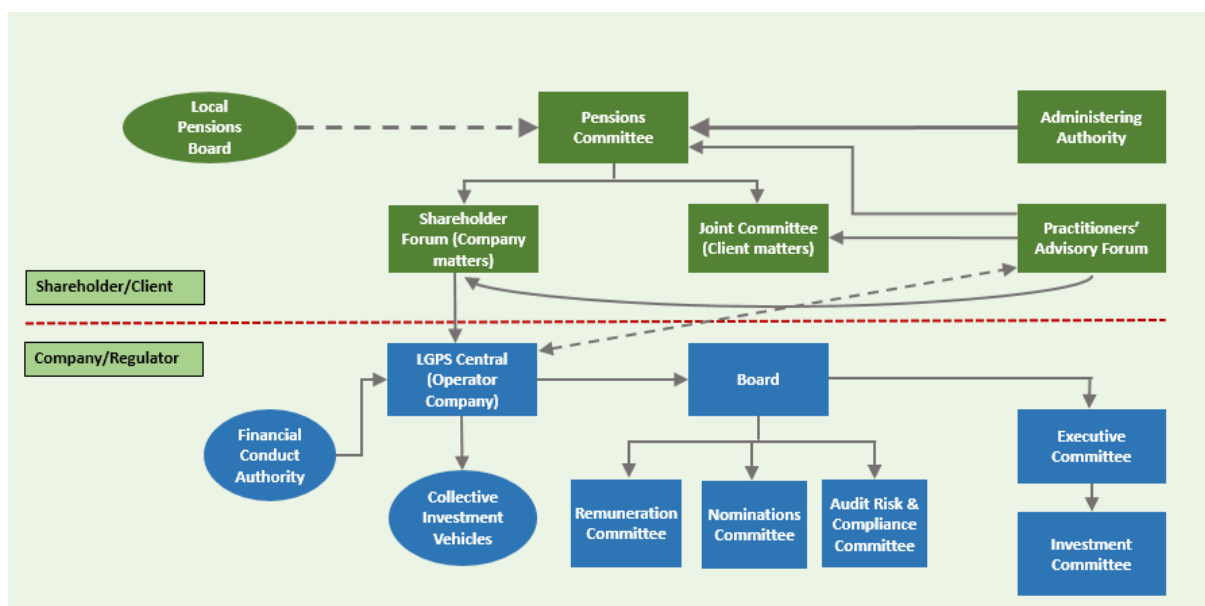 Local
Pensions
Board
Pensions
Committee
Administering
Authority
Shareholder
Forum (Company
matters)
Joint Committee
(Client matters)
Practitioners'
Advisory Forum
Shareholder/Client
Company/Regulator
LGPS Central
(Operator
Company)
Board
Financial
Conduct
Authority
Executive
Committee
Collective
Investment
Vehicles
Remuneration
Committee
Nominations
Committee
Audit Risk &
Compliance
Committee
Investment
Committee